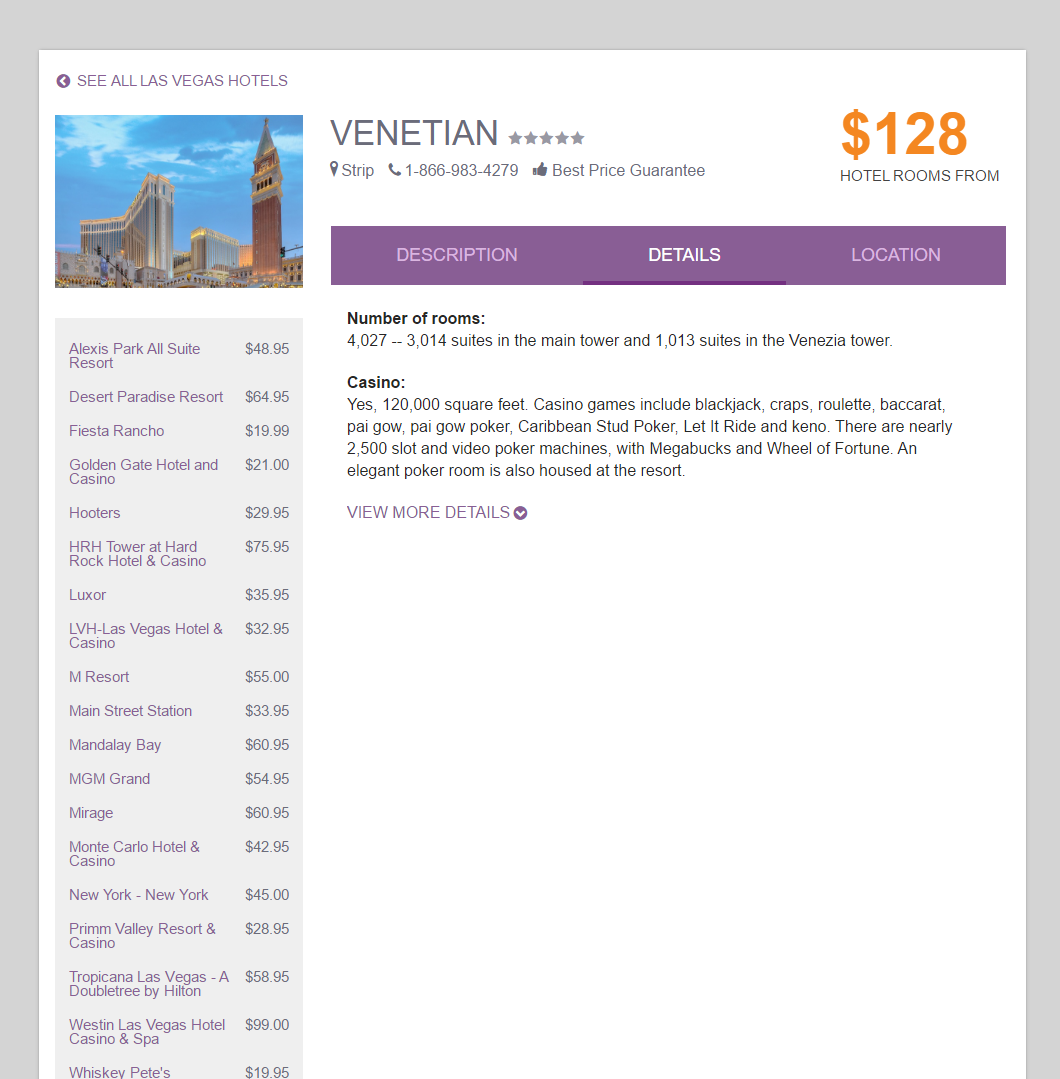 SEE ALL LAS VEGAS HOTELS
VENETIAN
Strip 1-866-983-4279 Best Price Guarantee
$128
HOTEL ROOMS FROM
DESCRIPTION DETAILS LOCATION
Number of rooms:
4,027 -- 3,014 suites in the main tower and 1,013 suites in the Venezia tower.
Casino:
Yes, 120,000 square feet. Casino games include blackjack, craps, roulette, baccarat,
pai gow, pai gow poker, Caribbean Stud Poker, Let It Ride and keno. There are nearly
2,500 slot and video poker machines, with Megabucks and Wheel of Fortune. An
elegant poker room is also housed at the resort.
VIEW MORE DETAILS
Alexis Park All Suite $48.95
Resort
Desert Paradise Resort $64.95
Fiesta Rancho $19.99
Golden Gate Hotel and $21.00
Casino
Hooters $29.95
HRH Tower at Hard $75.95
Rock Hotel & Casino
Luxor $35.95
LVH-Las Vegas Hotel & $32.95
Casino
M Resort $55.00
Main Street Station $33.95
Mandalay Bay $60.95
MGM Grand $54.95
Mirage $60.95
Monte Carlo Hotel & $42.95
Casino
New York - New York $45.00
Primm Valley Resort & $28.95
Casino
Tropicana Las Vegas - A $58.95
Doubletree by Hilton
Westin Las Vegas Hotel $99.00
Casino & Spa
Whiskey Pete's $19.95